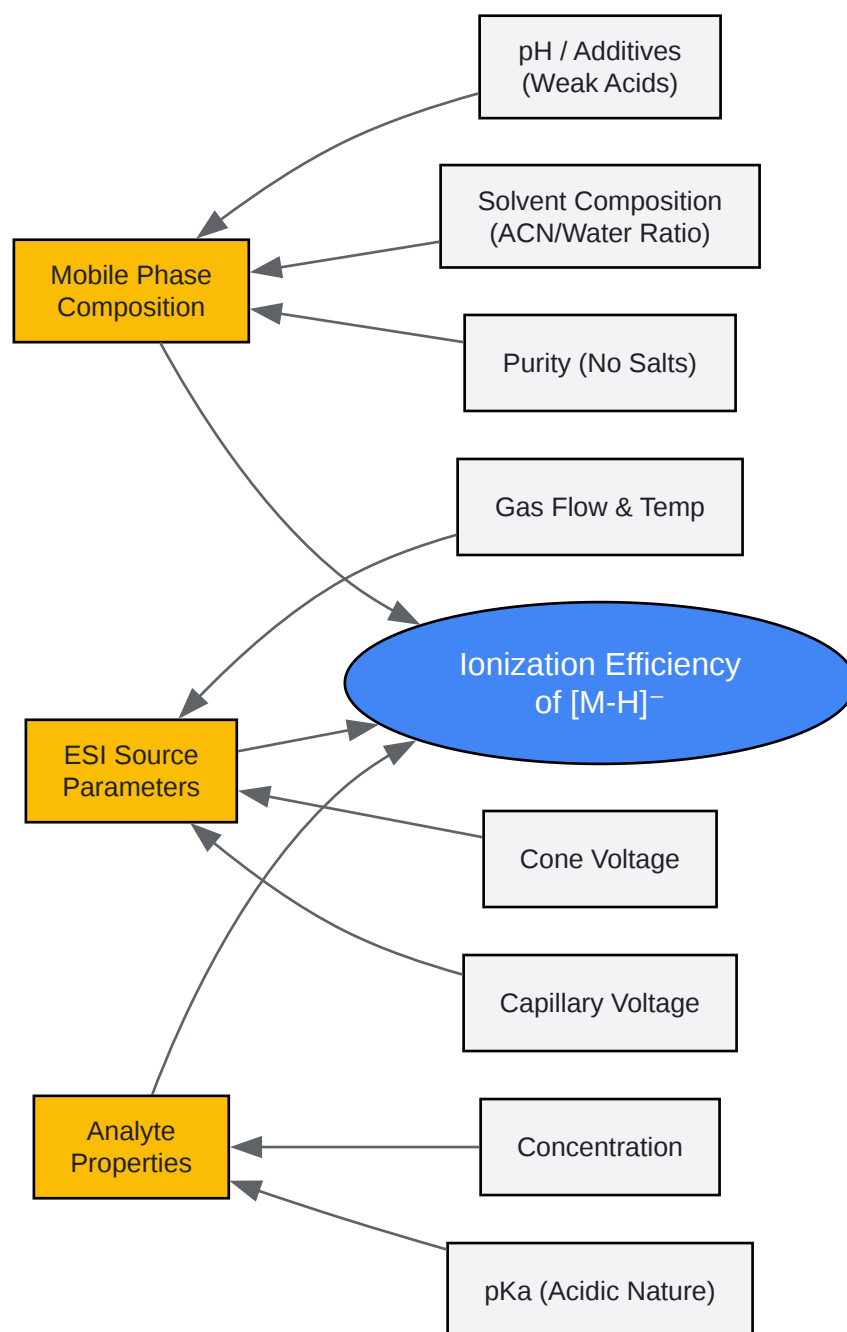 pH / Additives
(Weak Acids)
Solvent Composition
(ACN/Water Ratio)
Mobile Phase
Composition
Purity (No Salts)
Gas Flow & Temp
Ionization Efficiency
of [M-H]⁻
ESI Source
Parameters
Cone Voltage
Capillary Voltage
Analyte
Properties
Concentration
pKa (Acidic Nature)